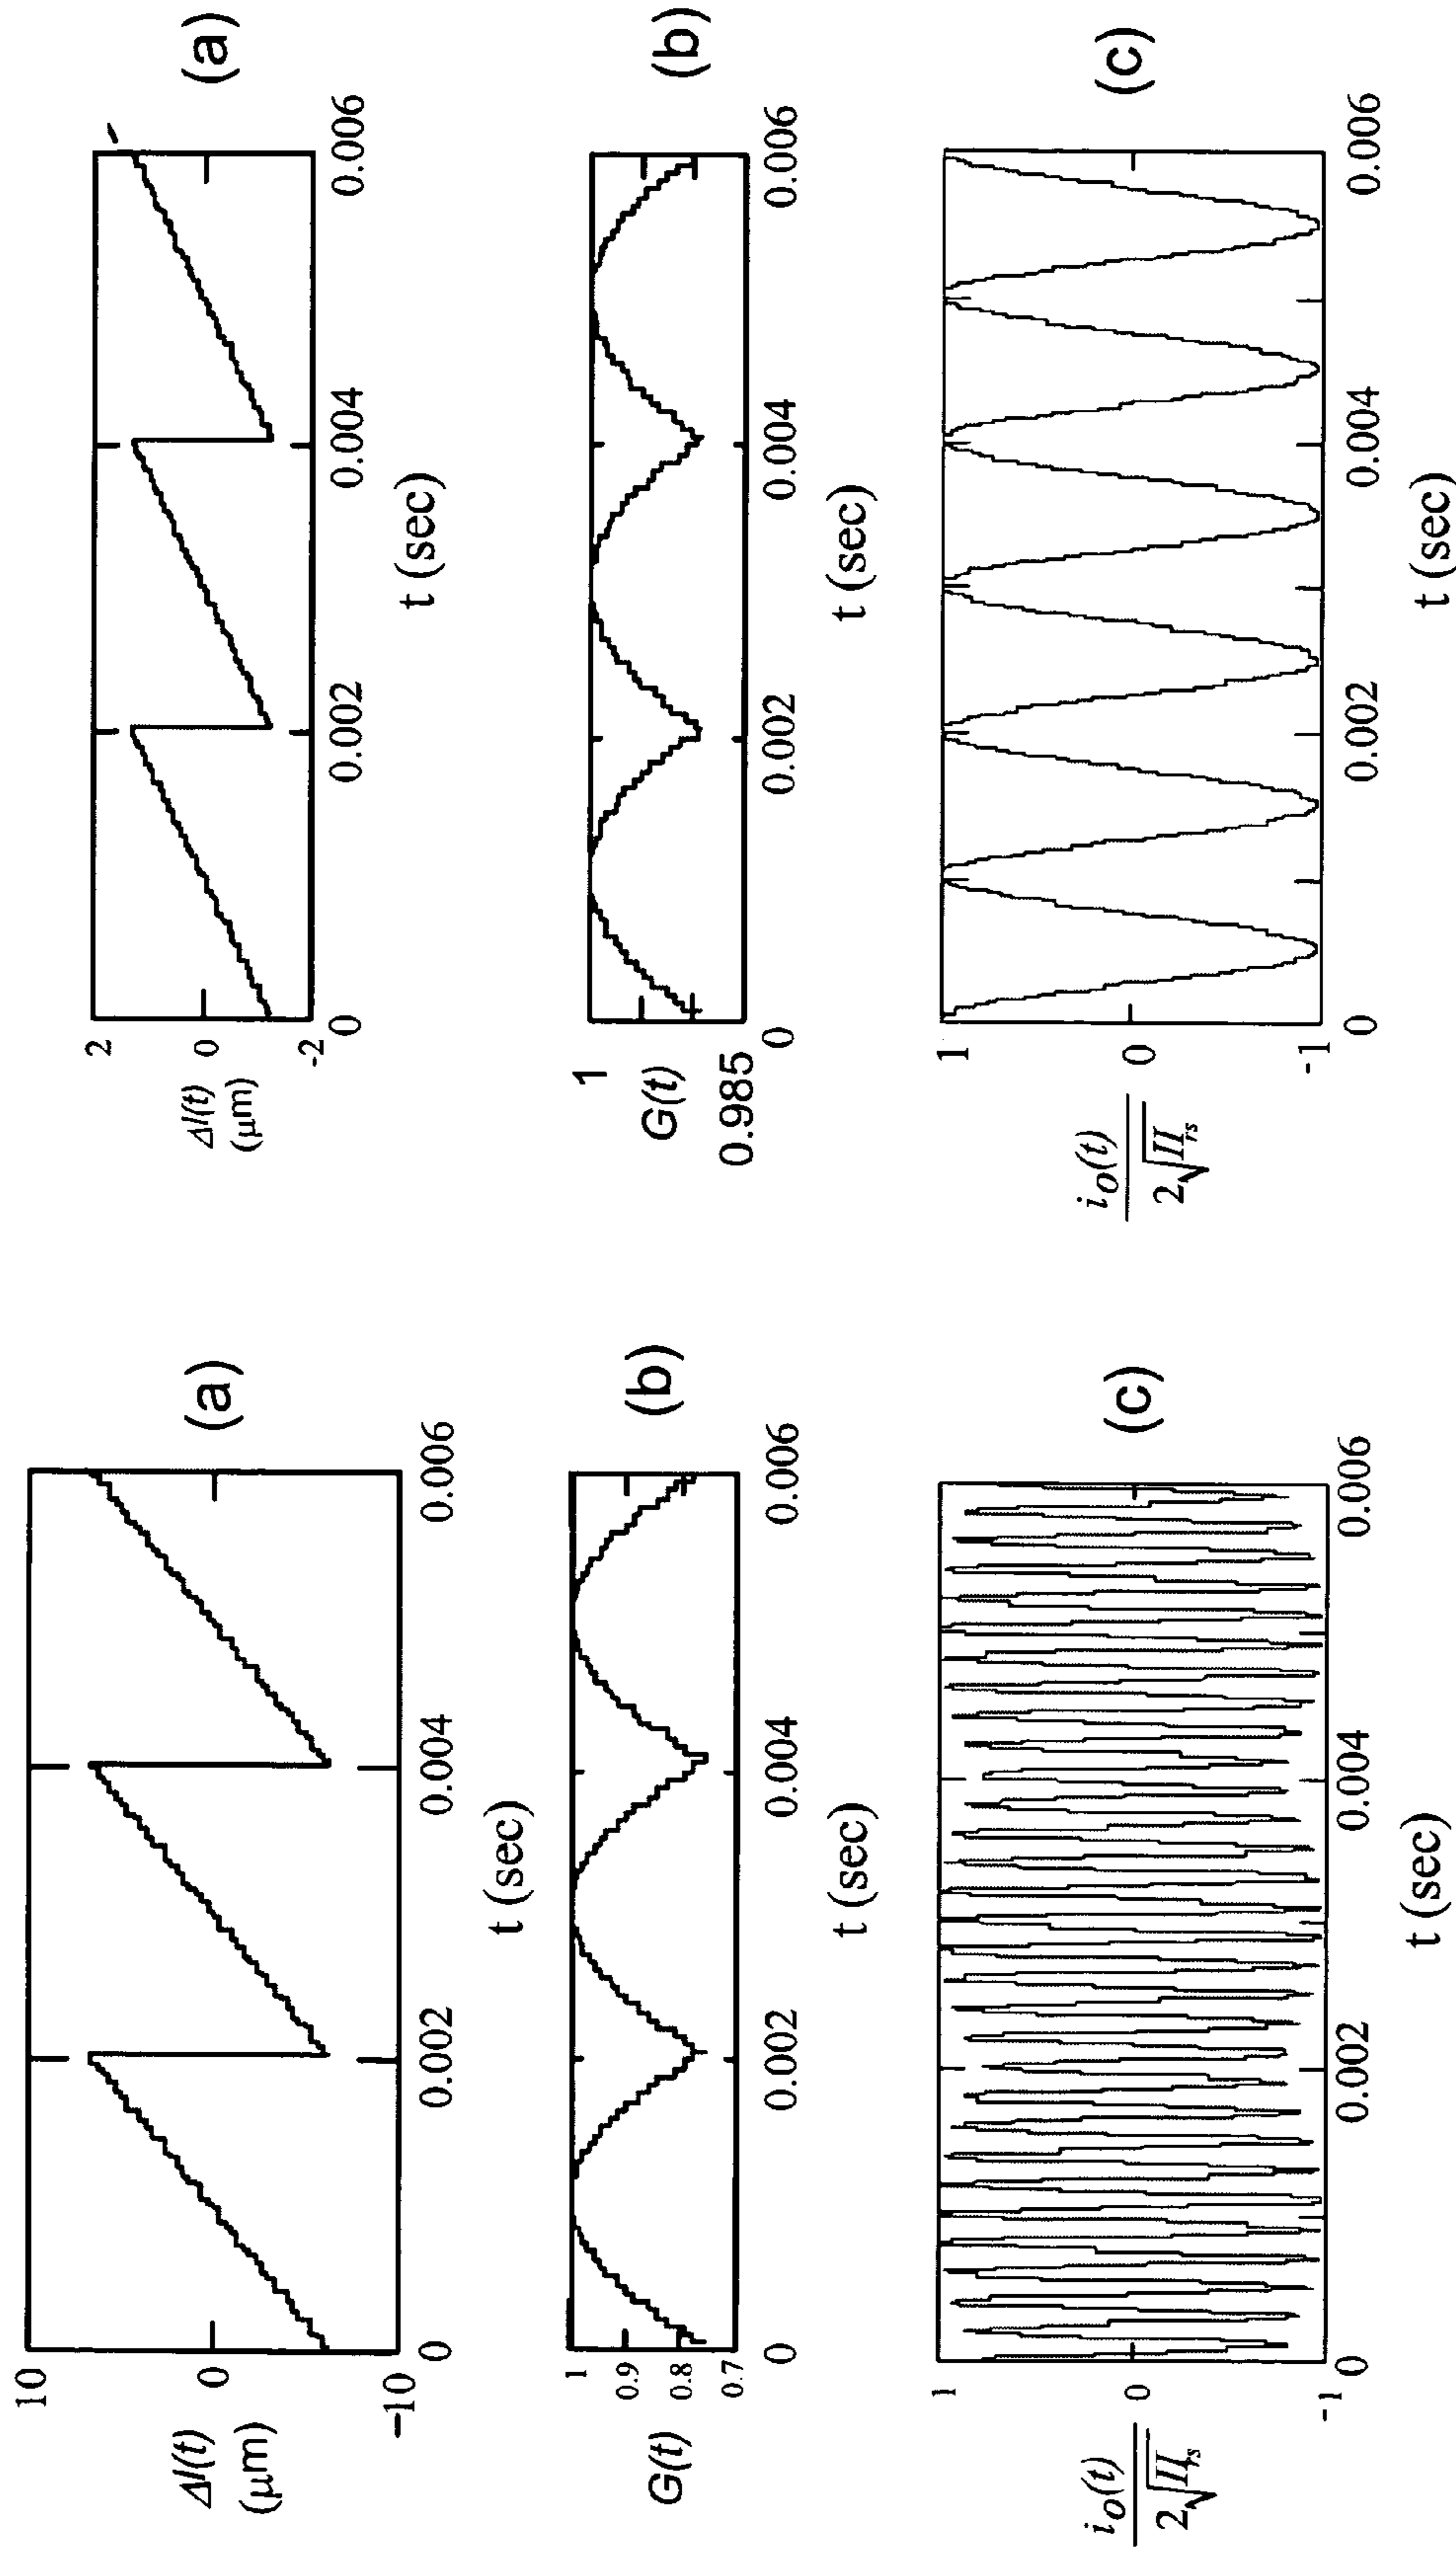 10
0
-10
Δl(t)
(μm)
0
0.002
0.004
0.006
t (sec)
(a)
1
0.9
0.8
0.7
G(t)
0
0.002
0.004
0.006
t (sec)
(b)
1
0
-1
i_o(t)
2√II_rs
0
0.002
0.004
0.006
t (sec)
(c)
2
0
-2
Δl(t)
(μm)
0
0.002
0.004
0.006
t (sec)
(a)
1
G(t)
0.985
0
0.002
0.004
0.006
t (sec)
(b)
1
0
-1
i_o(t)
2√II_rs
0
0.002
0.004
0.006
t (sec)
(c)